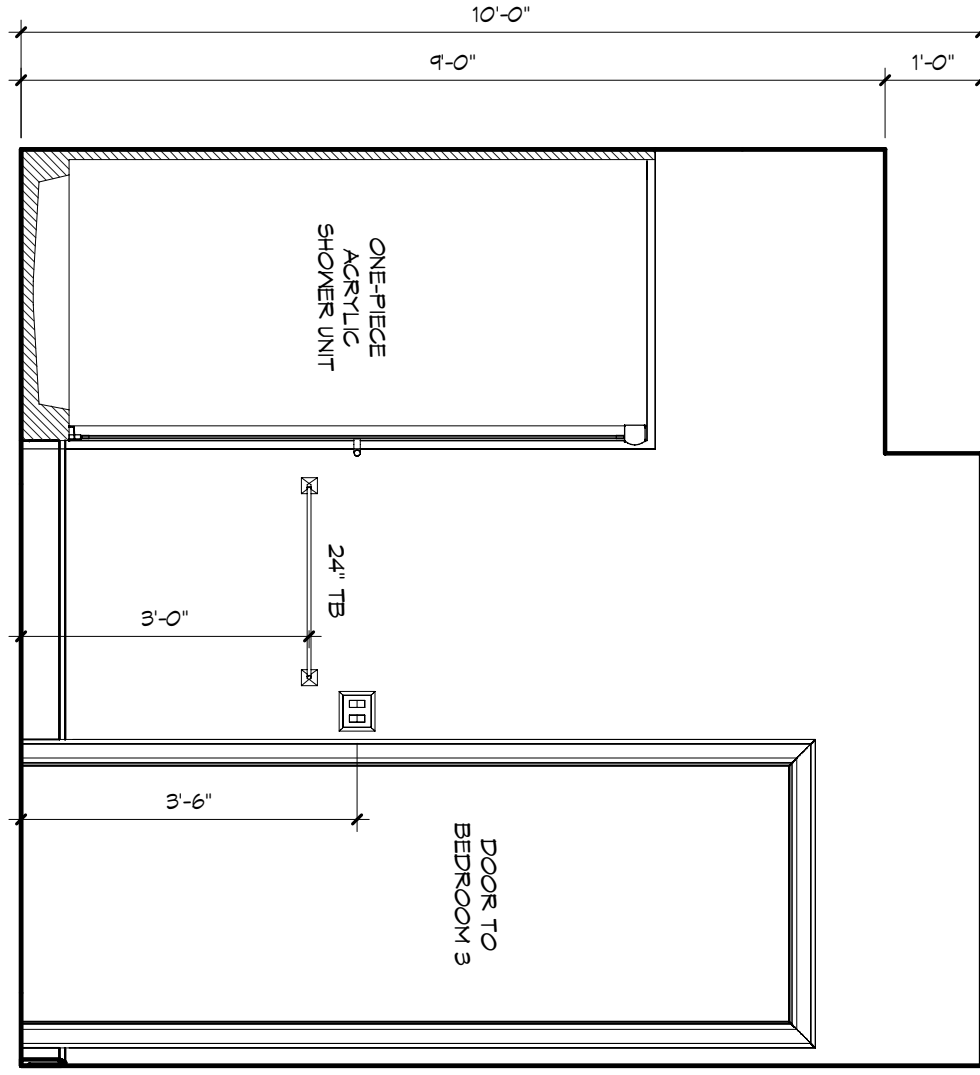 10'-0"
9'-0"
1'-0"
ONE-PIECE
ACRYLIC
SHOWER UNIT
24" TB
3'-0"
3'-6"
DOOR TO
BEDROOM 3